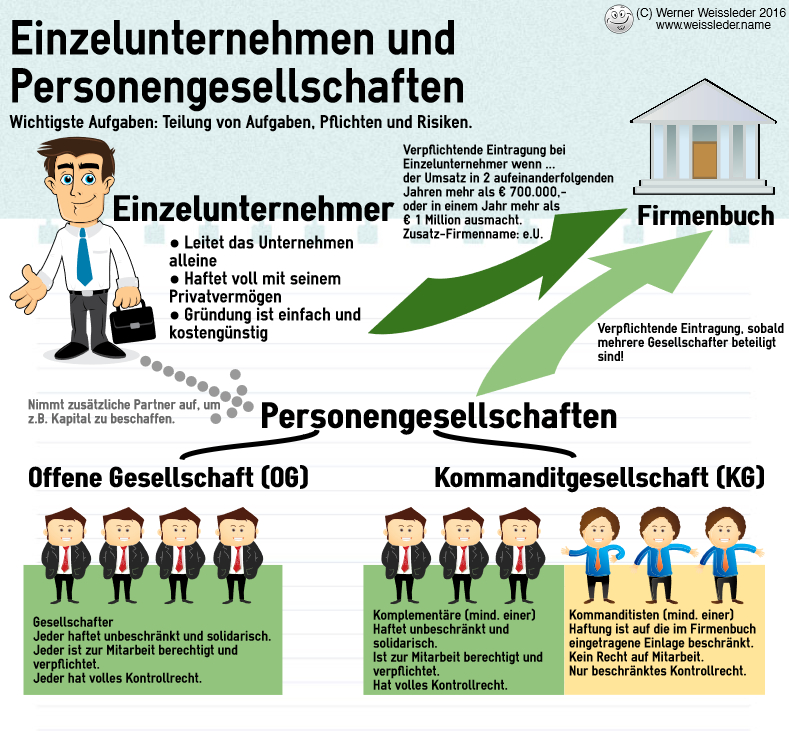 (C) Werner Weissleder 2016
www.weissleder.name
Einzelunternehmen und
Personengesellschaften
Wichtigste Aufgaben: Teilung von Aufgaben, Pflichten und Risiken.
Verpflichtende Eintragung bei
Einzelunternehmer wenn ...
der Umsatz in 2 aufeinanderfolgenden
Jahren mehr als € 700.000,-
oder in einem Jahr mehr als
€ 1 Million ausmacht.
Zusatz-Firmenname: e.U.
Firmenbuch
Einzelunternehmer
● Leitet das Unternehmen
alleine
● Haftet voll mit seinem
Privatvermögen
● Gründung ist einfach und
kostengünstig
Verpflichtende Eintragung, sobald
mehrere Gesellschafter beteiligt
sind!
Nimmt zusätzliche Partner auf, um
z.B. Kapital zu beschaffen.
Personengesellschaften
Offene Gesellschaft (OG)
Kommanditgesellschaft (KG)
Gesellschafter
Jeder haftet unbeschränkt und solidarisch.
Jeder ist zur Mitarbeit berechtigt und
verpflichtet.
Jeder hat volles Kontrollrecht.
Komplementäre (mind. einer)
Haftet unbeschränkt und
solidarisch.
Ist zur Mitarbeit berechtigt und
verpflichtet.
Hat volles Kontrollrecht.
Kommanditisten (mind. einer)
Haftung ist auf die im Firmenbuch
eingetragene Einlage beschränkt.
Kein Recht auf Mitarbeit.
Nur beschränktes Kontrollrecht.